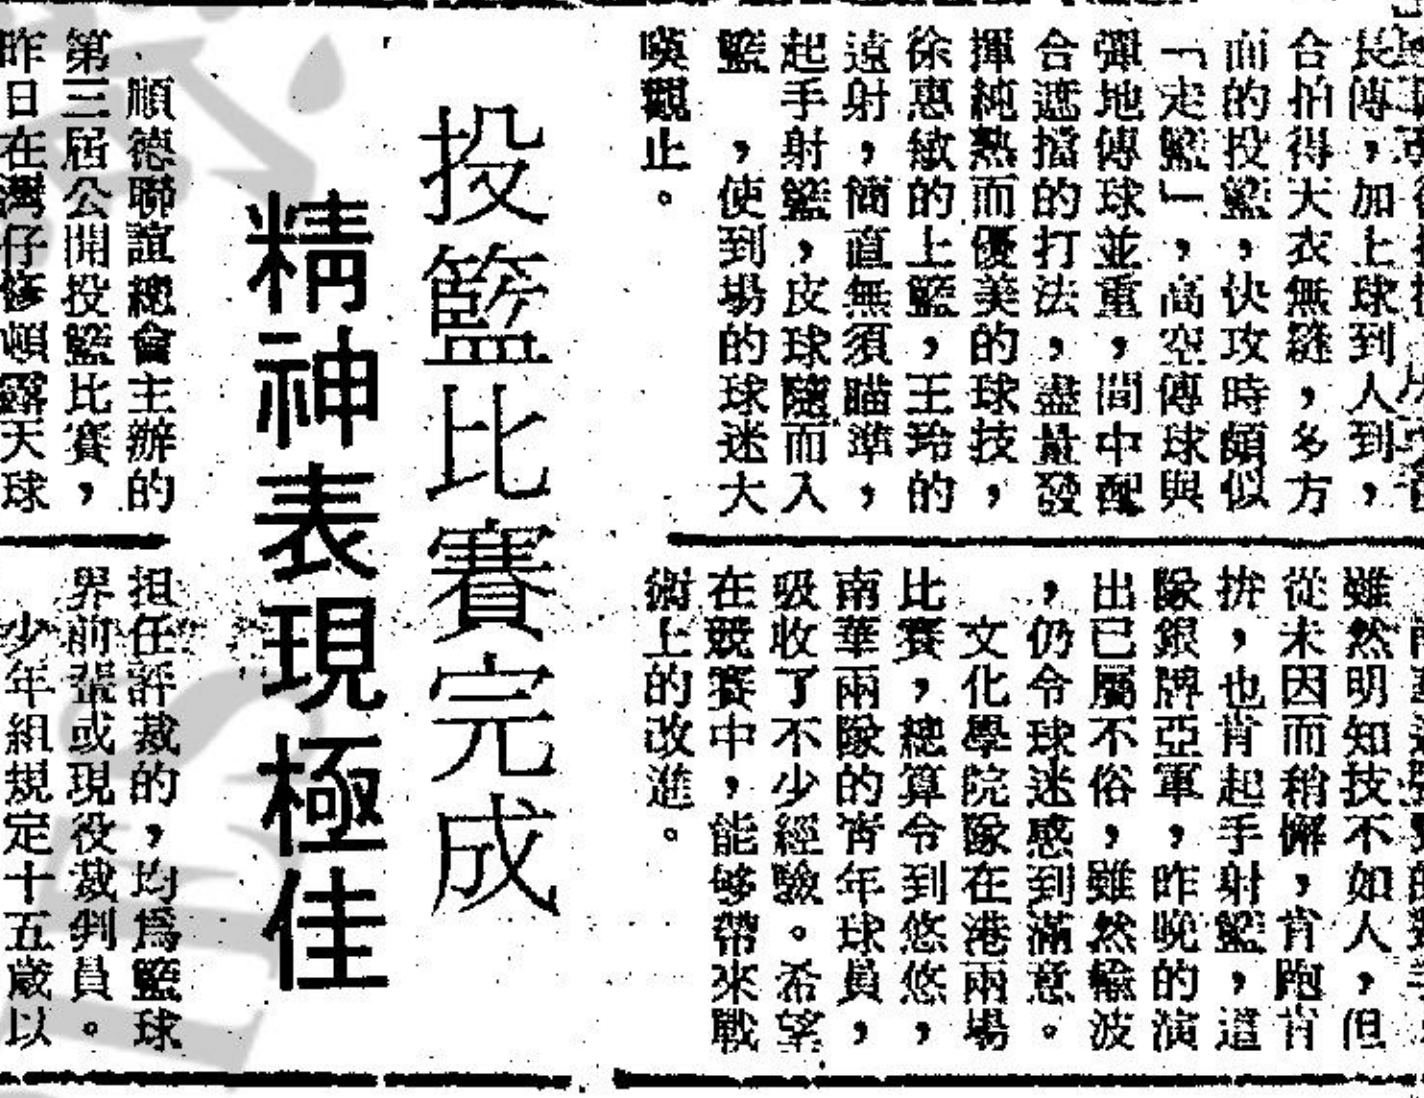 長傳，加上球到人到，
合拍得天衣無縫，多方
面的投籃，快攻時頗似
「走籃」，高空傳球與
彈地傳球並重，間中配
合遮擋的打法，盡量發
揮純熟而優美的球技，
徐惠敏的上籃，王玲的
遠射，簡直無須瞄準，
起手射籃，皮球隨而入
籃，使到場的球迷大
嘆觀止。
雖然明知技不如人，但
從未因而稍懈，肯跑肯
拚，也肯起手射籃，這
隊銀牌亞軍，昨晚的演
出已屬不俗，雖然輸波
，仍令球迷感到滿意。
文化學院隊在港兩場
比賽，總算令到悠悠，
南華兩隊的青年球員，
吸收了不少經驗。希望
在競賽中，能够帶來戰
術上的改進。
投籃比賽完成
精神表現極佳
順德聯誼總會主辦的
第三屆公開投籃比賽，
昨日在灣仔修頓露天球
担任評裁的，均爲籃球
界前輩或現役裁判員。
少年組規定十五歲以